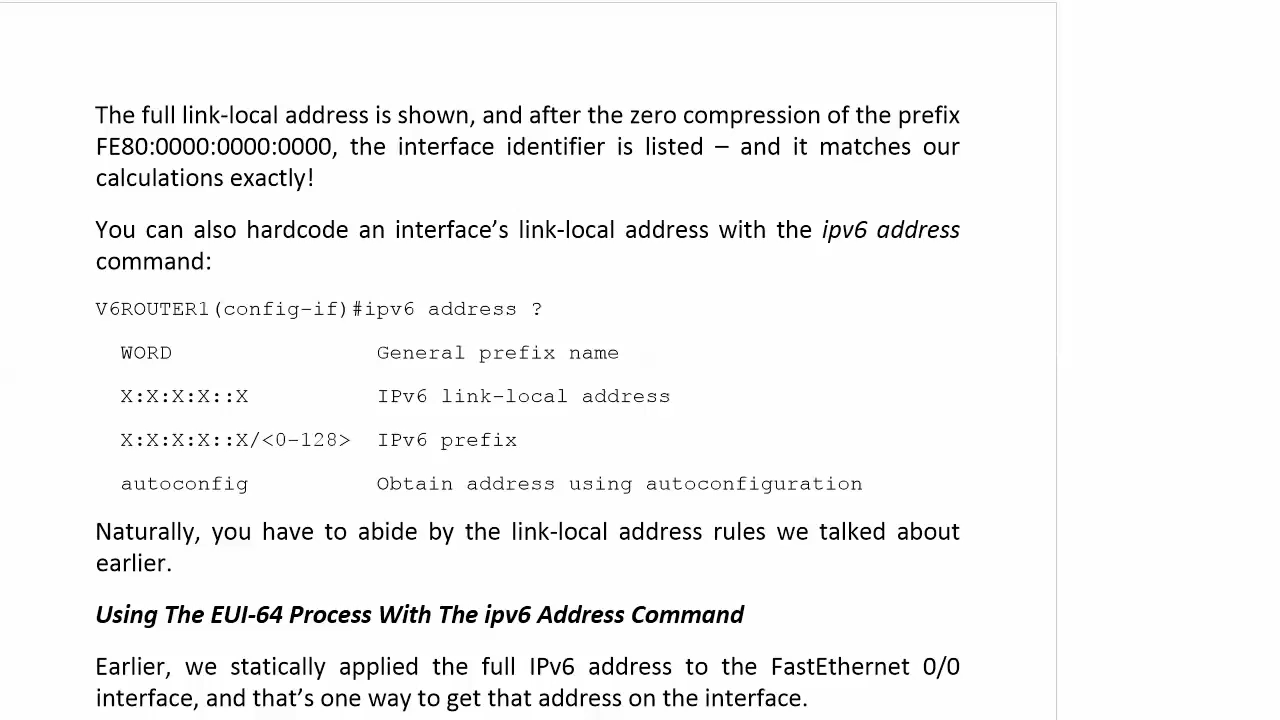 The full link-local address is shown, and after the zero compression of the prefix
FE80:0000:0000:0000, the interface identifier is listed – and it matches our
calculations exactly!
You can also hardcode an interface’s link-local address with the ipv6 address
command:
V6ROUTER1(config-if)#ipv6 address ?
WORD General prefix name
X:X:X:X::X IPv6 link-local address
X:X:X:X::X/<0-128> IPv6 prefix
autoconfig Obtain address using autoconfiguration
Naturally, you have to abide by the link-local address rules we talked about
earlier.
Using The EUI-64 Process With The ipv6 Address Command
Earlier, we statically applied the full IPv6 address to the FastEthernet 0/0
interface, and that’s one way to get that address on the interface.